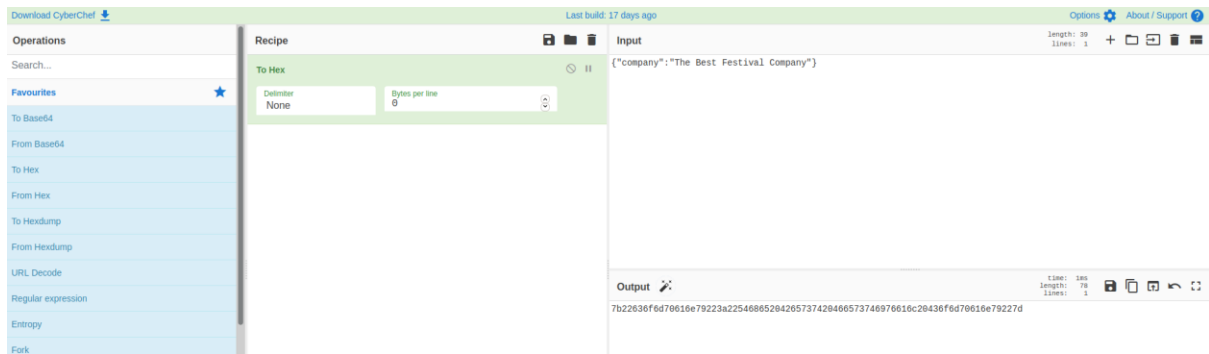 Download CyberChef
Last build: 17 days ago
Options
About / Support
Operations
Search...
Favourites
To Base64
From Base64
To Hex
From Hex
To Hexdump
From Hexdump
URL Decode
Regular expression
Entropy
Fork
Recipe
To Hex
Delimiter
None
Bytes per line
0
Input
length: 39
lines: 1
{"company":"The Best Festival Company"}
Output
time: 1ms
length: 78
lines: 1
7b22636f6d70616e79223a22546865204265737420466573746976616c20436f6d70616e79227d